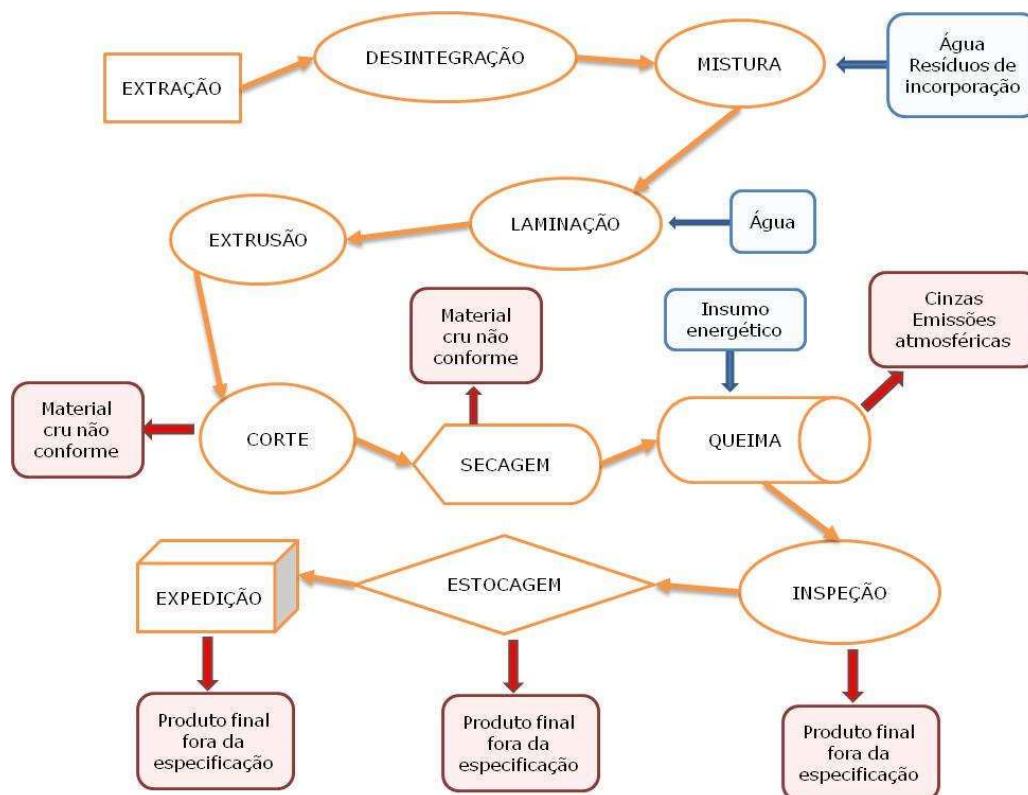 EXTRAÇÃO
DESINTEGRAÇÃO
MISTURA
Água
Resíduos de
incorporação
EXTRUSÃO
LAMINAÇÃO
Água
Material
cru não
conforme
Insumo
energético
Cinzas
Emissões
atmosféricas
Material
cru não
conforme
CORTE
SECAGEM
QUEIMA
EXPEDIÇÃO
ESTOCAGEM
INSPEÇÃO
Produto final
fora da
especificação
Produto final
fora da
especificação
Produto final
fora da
especificação